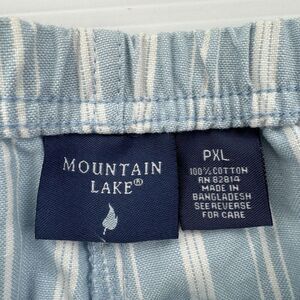 MOUNTAIN
LAKE®
PXL
100% COTTON
RN 82814
MADE IN
BANGLADESH
SEE REVERSE
FOR CARE